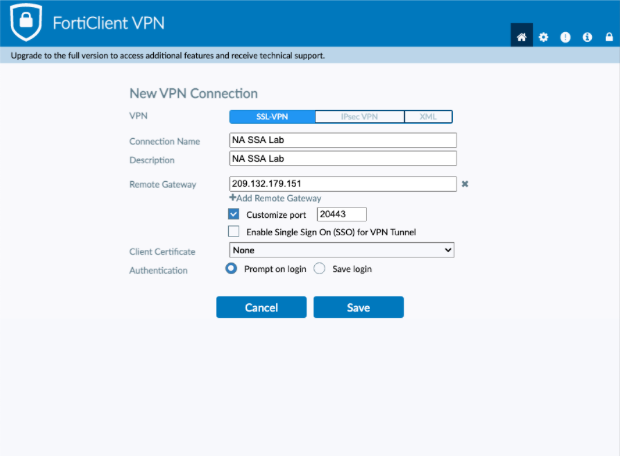 FortiClient VPN
Upgrade to the full version to access additional features and receive technical support.
New VPN Connection
VPN SSL-VPN IPsec VPN XML
Connection Name NA SSA Lab
Description NA SSA Lab
Remote Gateway 209.132.179.151
+Add Remote Gateway
Customize port 20443
Enable Single Sign On (SSO) for VPN Tunnel
Client Certificate None
Authentication Prompt on login Save login
Cancel Save